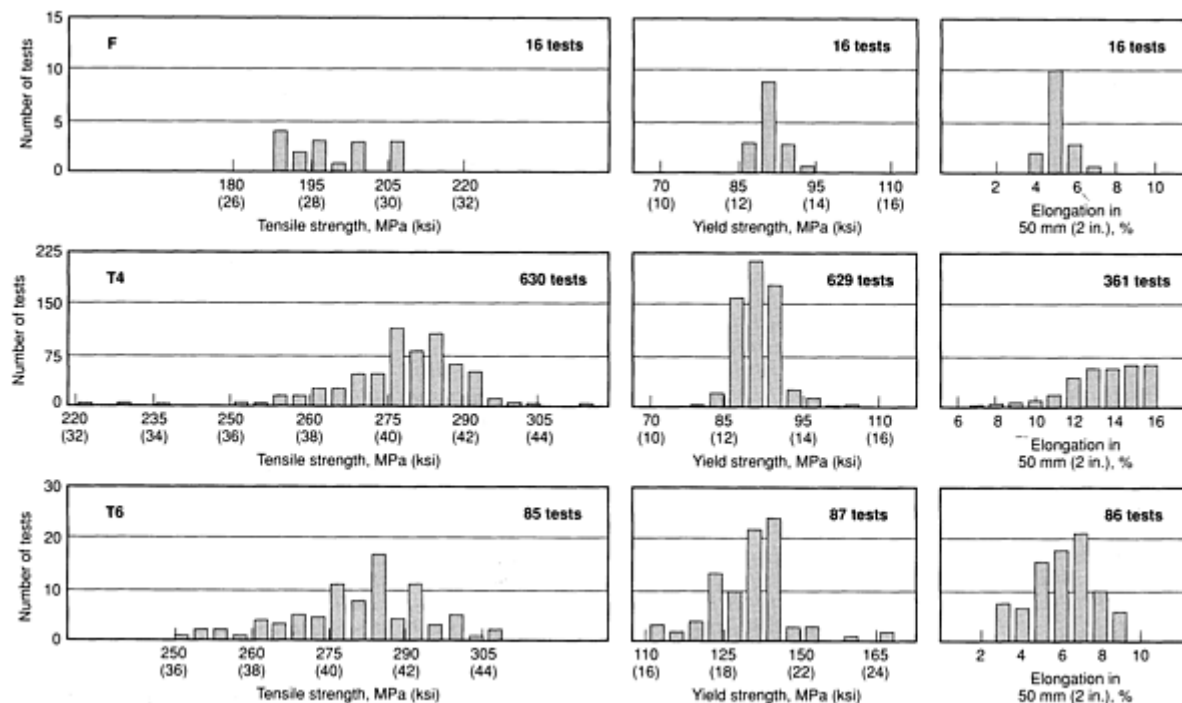 15
10
5
0
Number of tests
F
16 tests
180 195 205 220
(26) (28) (30) (32)
Tensile strength, MPa (ksi)
16 tests
70 85 95 110
(10) (12) (14) (16)
Yield strength, MPa (ksi)
16 tests
2 4 6 8 10
Elongation in
50 mm (2 in.), %
225
150
75
0
Number of tests
T4
630 tests
220 235 250 260 275 290 305
(32) (34) (36) (38) (40) (42) (44)
Tensile strength, MPa (ksi)
629 tests
70 85 95 110
(10) (12) (14) (16)
Yield strength, MPa (ksi)
361 tests
6 8 10 12 14 16
Elongation in
50 mm (2 in.), %
30
20
10
0
Number of tests
T6
85 tests
250 260 275 290 305
(36) (38) (40) (42) (44)
Tensile strength, MPa (ksi)
87 tests
110 125 150 165
(16) (18) (22) (24)
Yield strength, MPa (ksi)
86 tests
2 4 6 8 10
Elongation in
50 mm (2 in.), %